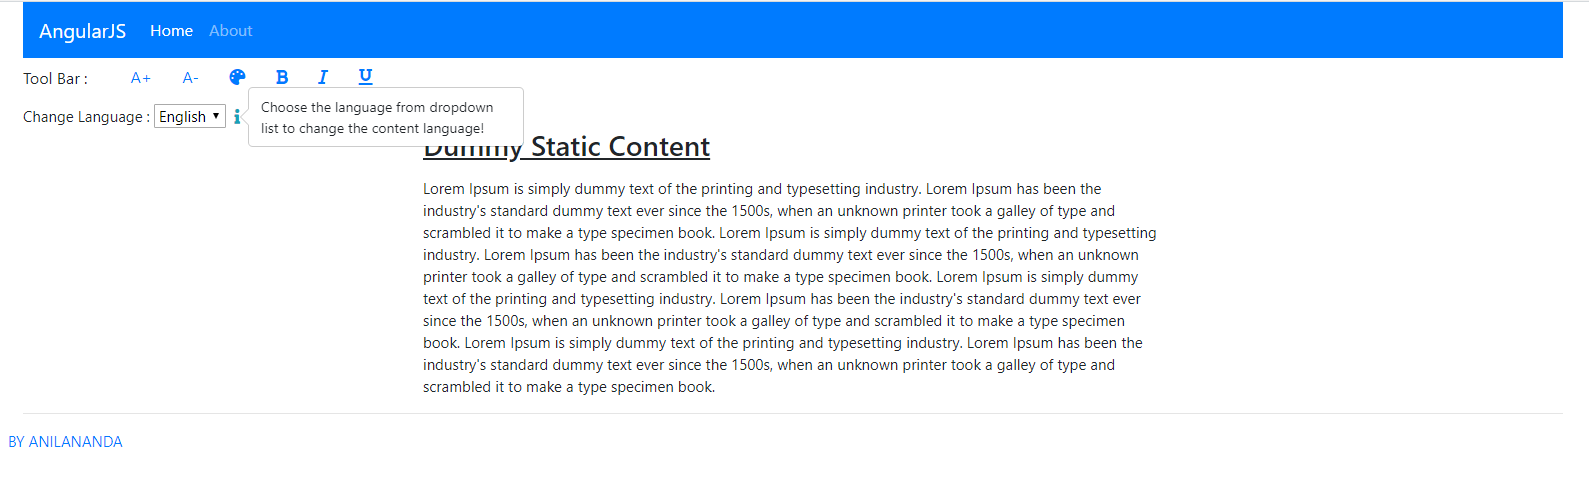 AngularJS Home About
Tool Bar : A+ A- B I U
Change Language : English
Choose the language from dropdown
list to change the content language!
Dummy Static Content
Lorem Ipsum is simply dummy text of the printing and typesetting industry. Lorem Ipsum has been the
industry's standard dummy text ever since the 1500s, when an unknown printer took a galley of type and
scrambled it to make a type specimen book. Lorem Ipsum is simply dummy text of the printing and typesetting
industry. Lorem Ipsum has been the industry's standard dummy text ever since the 1500s, when an unknown
printer took a galley of type and scrambled it to make a type specimen book. Lorem Ipsum is simply dummy
text of the printing and typesetting industry. Lorem Ipsum has been the industry's standard dummy text ever
since the 1500s, when an unknown printer took a galley of type and scrambled it to make a type specimen
book. Lorem Ipsum is simply dummy text of the printing and typesetting industry. Lorem Ipsum has been the
industry's standard dummy text ever since the 1500s, when an unknown printer took a galley of type and
scrambled it to make a type specimen book.
BY ANILANANDA